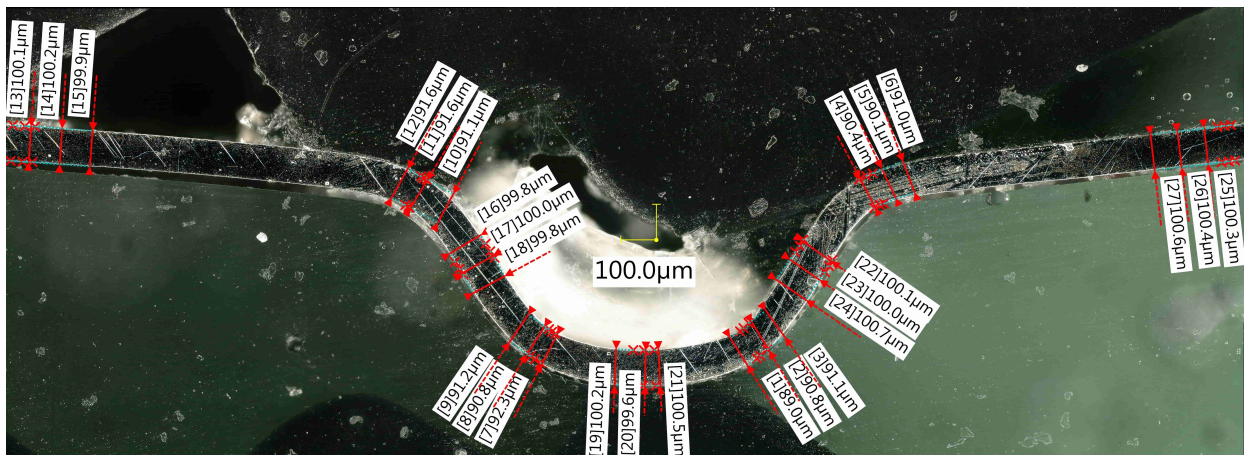 [13]100.1µm
[14]100.2µm
[15]99.9µm
[12]91.6µm
[11]91.6µm
[10]91.1µm
[4]90.4µm
[5]90.1µm
[6]91.0µm
[16]99.8µm
[17]100.0µm
[18]99.8µm
100.0µm
[27]100.6µm
[26]100.4µm
[25]100.3µm
[22]100.1µm
[23]100.0µm
[24]100.7µm
[9]91.2µm
[8]90.8µm
[7]92.3µm
[19]100.2µm
[20]99.6µm
[21]100.5µm
[1]89.0µm
[2]90.8µm
[3]91.1µm